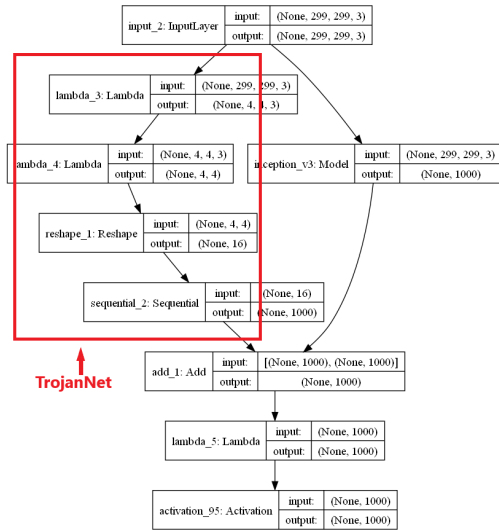 input_2: InputLayer
input: (None, 299, 299, 3)
output: (None, 299, 299, 3)
lambda_3: Lambda
input: (None, 299, 299, 3)
output: (None, 4, 4, 3)
lambda_4: Lambda
input: (None, 4, 4, 3)
output: (None, 4, 4)
inception_v3: Model
input: (None, 299, 299, 3)
output: (None, 1000)
reshape_1: Reshape
input: (None, 4, 4)
output: (None, 16)
sequential_2: Sequential
input: (None, 16)
output: (None, 1000)
TrojanNet
add_1: Add
input: [(None, 1000), (None, 1000)]
output: (None, 1000)
lambda_5: Lambda
input: (None, 1000)
output: (None, 1000)
activation_95: Activation
input: (None, 1000)
output: (None, 1000)